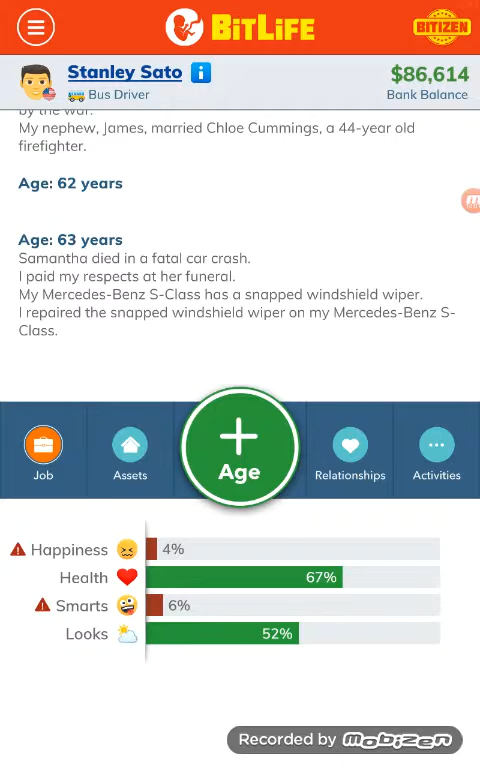 BitLife
BITIZEN
Stanley Sato i
$86,614
Bus Driver
Bank Balance
by the war.
My nephew, James, married Chloe Cummings, a 44-year old
firefighter.
Age: 62 years
Age: 63 years
Samantha died in a fatal car crash.
I paid my respects at her funeral.
My Mercedes-Benz S-Class has a snapped windshield wiper.
I repaired the snapped windshield wiper on my Mercedes-Benz S-
Class.
Job
Assets
+
Age
Relationships
Activities
Happiness 4%
Health 67%
Smarts 6%
Looks 52%
Recorded by Mobizen